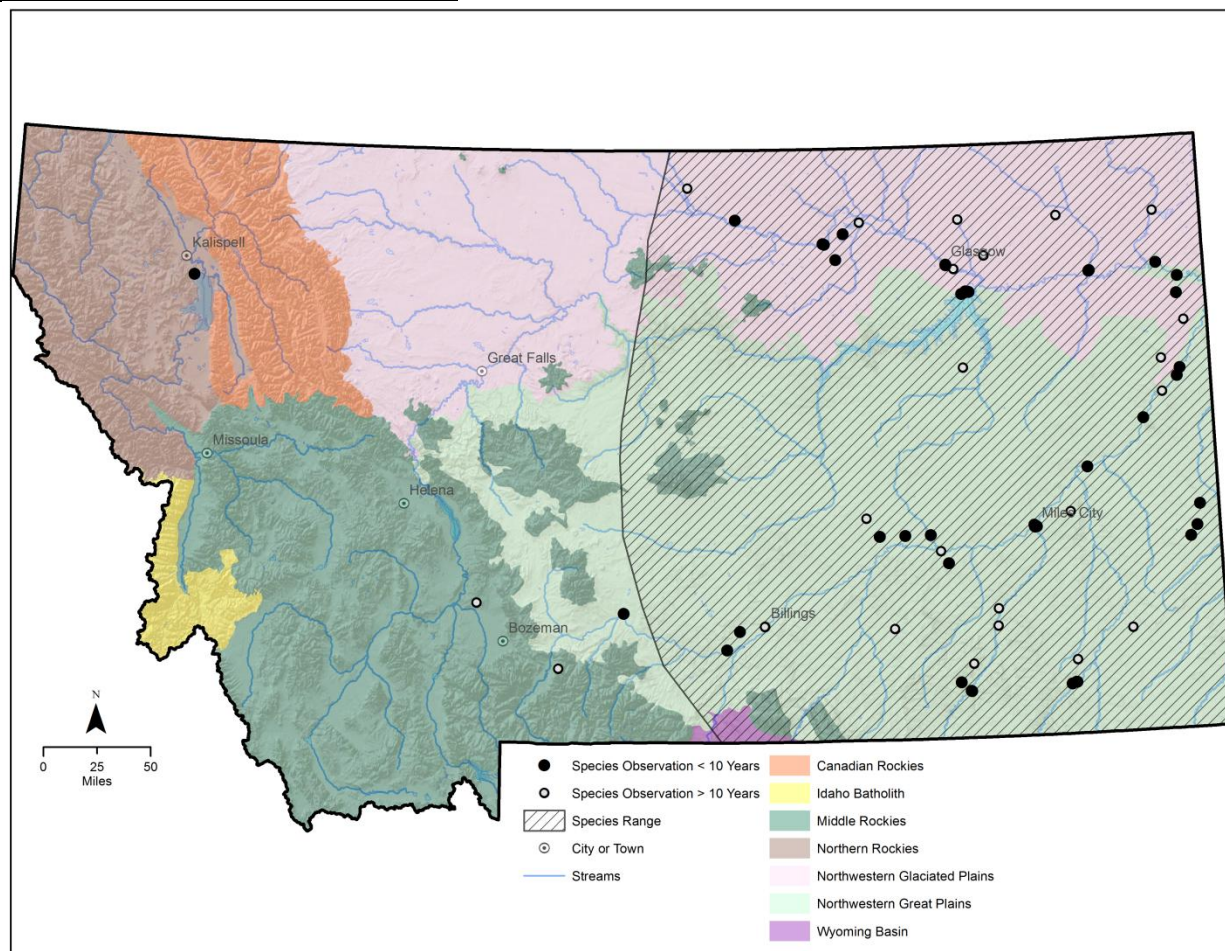 Kalispell
Glasgow
Great Falls
Missoula
Helena
Miles City
Billings
Bozeman
N
0 25 50
Miles
Species Observation < 10 Years
Species Observation > 10 Years
Species Range
City or Town
Streams
Canadian Rockies
Idaho Batholith
Middle Rockies
Northern Rockies
Northwestern Glaciated Plains
Northwestern Great Plains
Wyoming Basin